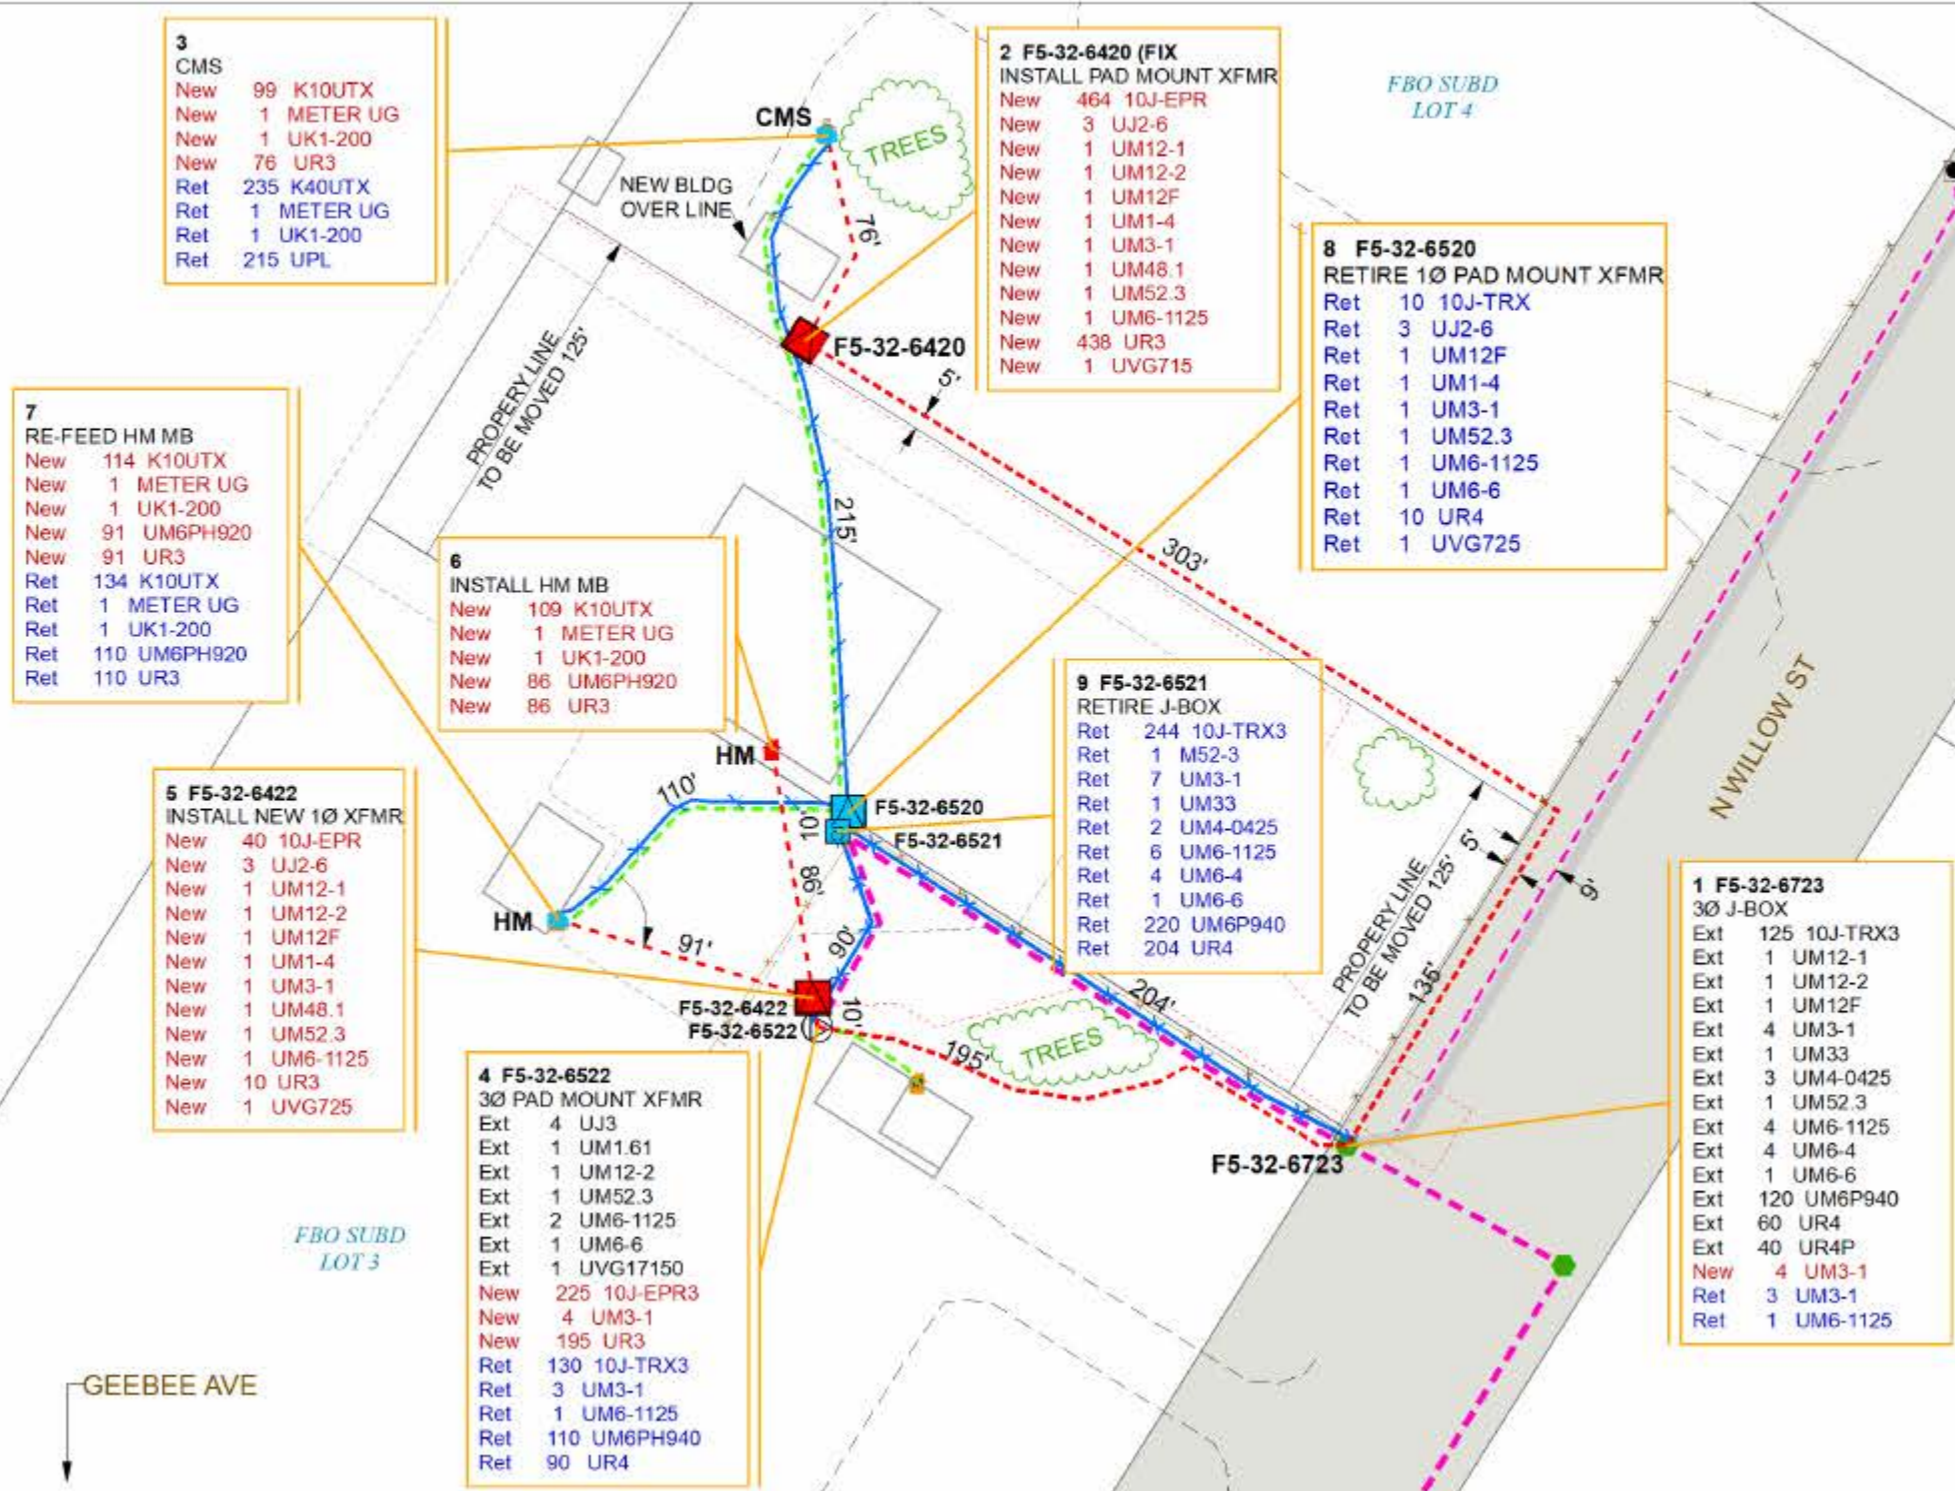 3
CMS
New 99 K10UTX
New 1 METER UG
New 1 UK1-200
New 76 UR3
Ret 235 K40UTX
Ret 1 METER UG
Ret 1 UK1-200
Ret 215 UPL
2 F5-32-6420 (FIX
INSTALL PAD MOUNT XFMR
New 464 10J-EPR
New 3 UJ2-6
New 1 UM12-1
New 1 UM12-2
New 1 UM12F
New 1 UM1-4
New 1 UM3-1
New 1 UM48.1
New 1 UM52.3
New 1 UM6-1125
New 438 UR3
New 1 UVG715
FBO SUBD
LOT 4
CMS
TREES
NEW BLDG
OVER LINE
76'
8 F5-32-6520
RETIRE 1Ø PAD MOUNT XFMR
Ret 10 10J-TRX
Ret 3 UJ2-6
Ret 1 UM12F
Ret 1 UM1-4
Ret 1 UM3-1
Ret 1 UM52.3
Ret 1 UM6-1125
Ret 1 UM6-6
Ret 10 UR4
Ret 1 UVG725
PROPERTY LINE
TO BE MOVED 125'
F5-32-6420
5'
7
RE-FEED HM MB
New 114 K10UTX
New 1 METER UG
New 1 UK1-200
New 91 UM6PH920
New 91 UR3
Ret 134 K10UTX
Ret 1 METER UG
Ret 1 UK1-200
Ret 110 UM6PH920
Ret 110 UR3
215'
303'
6
INSTALL HM MB
New 109 K10UTX
New 1 METER UG
New 1 UK1-200
New 86 UM6PH920
New 86 UR3
9 F5-32-6521
RETIRE J-BOX
Ret 244 10J-TRX3
Ret 1 M52-3
Ret 7 UM3-1
Ret 1 UM33
Ret 2 UM4-0425
Ret 6 UM6-1125
Ret 4 UM6-4
Ret 1 UM6-6
Ret 220 UM6P940
Ret 204 UR4
N WILLOW ST
HM
110'
F5-32-6520
10'
F5-32-6521
5 F5-32-6422
INSTALL NEW 1Ø XFMR
New 40 10J-EPR
New 3 UJ2-6
New 1 UM12-1
New 1 UM12-2
New 1 UM12F
New 1 UM1-4
New 1 UM3-1
New 1 UM48.1
New 1 UM52.3
New 1 UM6-1125
New 10 UR3
New 1 UVG725
86'
HM
91'
90'
5'
9'
PROPERTY LINE
TO BE MOVED 125'
135'
1 F5-32-6723
3Ø J-BOX
Ext 125 10J-TRX3
Ext 1 UM12-1
Ext 1 UM12-2
Ext 1 UM12F
Ext 4 UM3-1
Ext 1 UM33
Ext 3 UM4-0425
Ext 1 UM52.3
Ext 4 UM6-1125
Ext 4 UM6-4
Ext 1 UM6-6
Ext 120 UM6P940
Ext 60 UR4
Ext 40 UR4P
New 4 UM3-1
Ret 3 UM3-1
Ret 1 UM6-1125
204'
F5-32-6422
10'
F5-32-6522
195'
TREES
F5-32-6723
4 F5-32-6522
3Ø PAD MOUNT XFMR
Ext 4 UJ3
Ext 1 UM1.61
Ext 1 UM12-2
Ext 1 UM52.3
Ext 2 UM6-1125
Ext 1 UM6-6
Ext 1 UVG17150
New 225 10J-EPR3
New 4 UM3-1
New 195 UR3
Ret 130 10J-TRX3
Ret 3 UM3-1
Ret 1 UM6-1125
Ret 110 UM6PH940
Ret 90 UR4
FBO SUBD
LOT 3
GEEBEE AVE